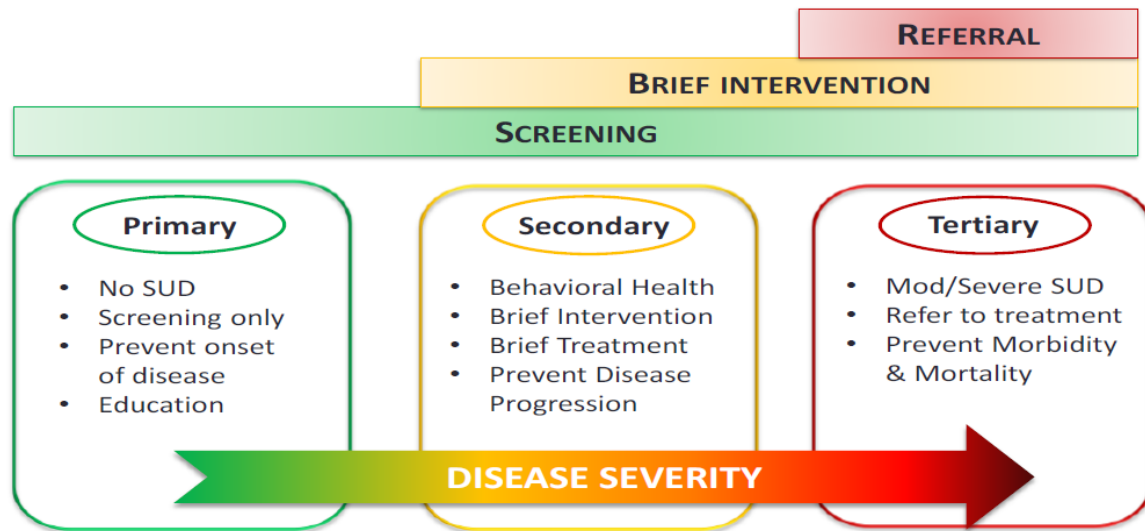 REFERRAL
BRIEF INTERVENTION
SCREENING
Primary
• No SUD
• Screening only
• Prevent onset
of disease
• Education
Secondary
• Behavioral Health
• Brief Intervention
• Brief Treatment
• Prevent Disease
Progression
Tertiary
• Mod/Severe SUD
• Refer to treatment
• Prevent Morbidity
& Mortality
DISEASE SEVERITY